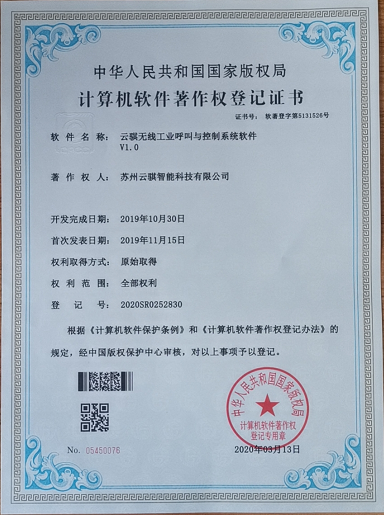 中华人民共和国国家版权局
计算机软件著作权登记证书
证书号： 软著登字第5131526号
软件名称： 云骐无线工业呼叫与控制系统软件
V1.0
著作权人： 苏州云骐智能科技有限公司
开发完成日期： 2019年10月30日
首次发表日期： 2019年11月15日
权利取得方式： 原始取得
权利范围： 全部权利
登记号： 2020SR0252830
根据《计算机软件保护条例》和《计算机软件著作权登记办法》的
规定，经中国版权保护中心审核，对以上事项予以登记。
中华人民共和国国家版权局
计算机软件著作权
登记专用章
No. 05450076
2020年03月13日